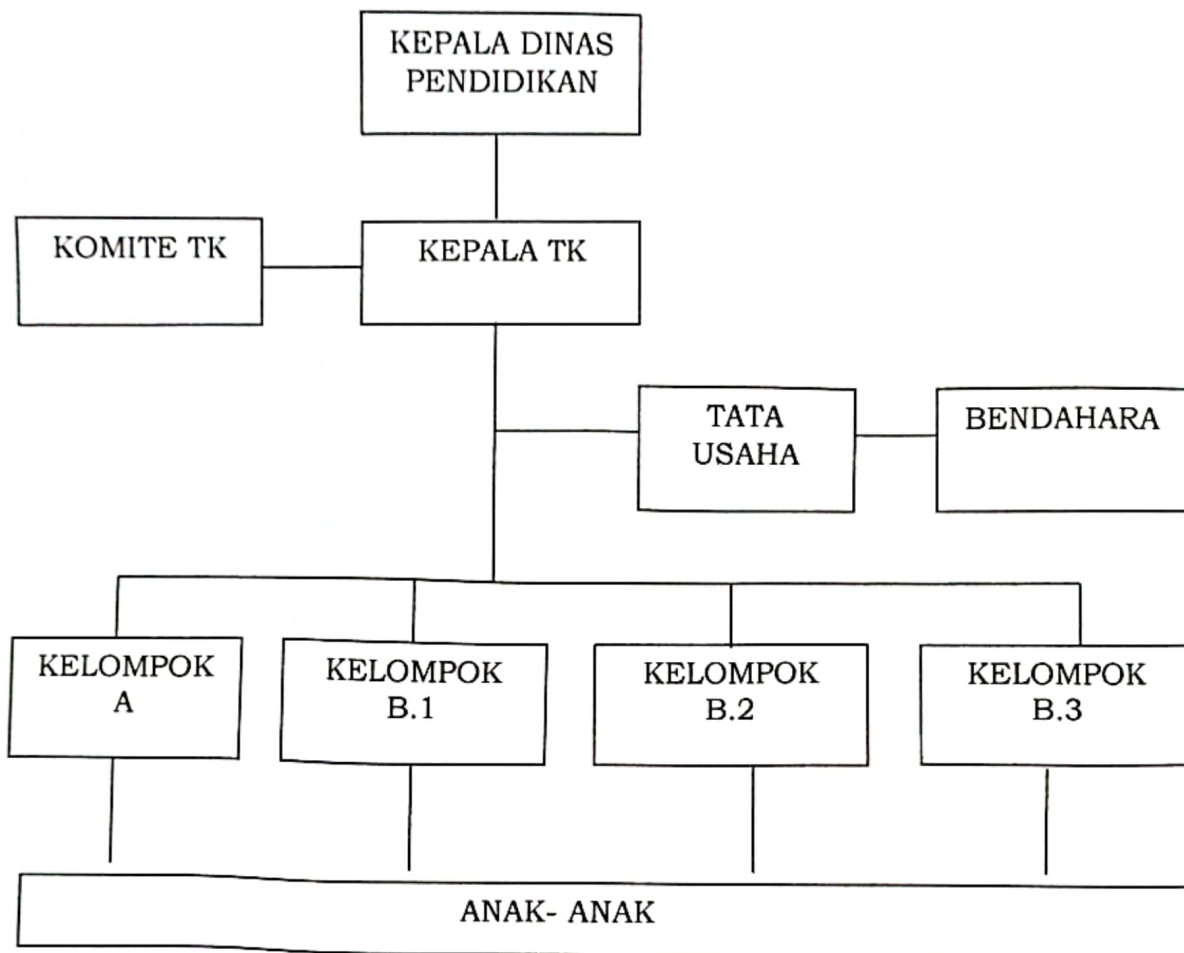 KEPALA DINAS
PENDIDIKAN
KOMITE TK
KEPALA TK
TATA
USAHA
BENDAHARA
KELOMPOK
A
KELOMPOK
B.1
KELOMPOK
B.2
KELOMPOK
B.3
ANAK- ANAK